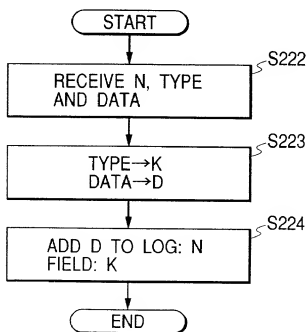 START
S222
RECEIVE N, TYPE
AND DATA
S223
TYPE→K
DATA→D
S224
ADD D TO LOG: N
FIELD: K
END